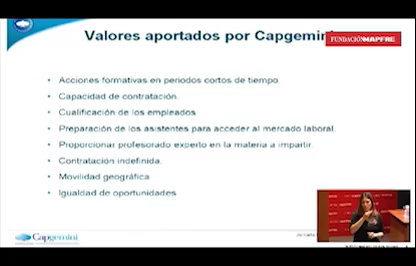 Valores aportados por Capgemini
FUNDACIÓN MAPFRE
Acciones formativas en periodos cortos de tiempo.
Capacidad de contratación.
Cualificación de los empleados
Preparación de los asistentes para acceder al mercado laboral.
Proporcionar profesorado experto en la materia a impartir.
Contratación indefinida.
Movilidad geográfica.
Igualdad de oportunidades
Capgemini